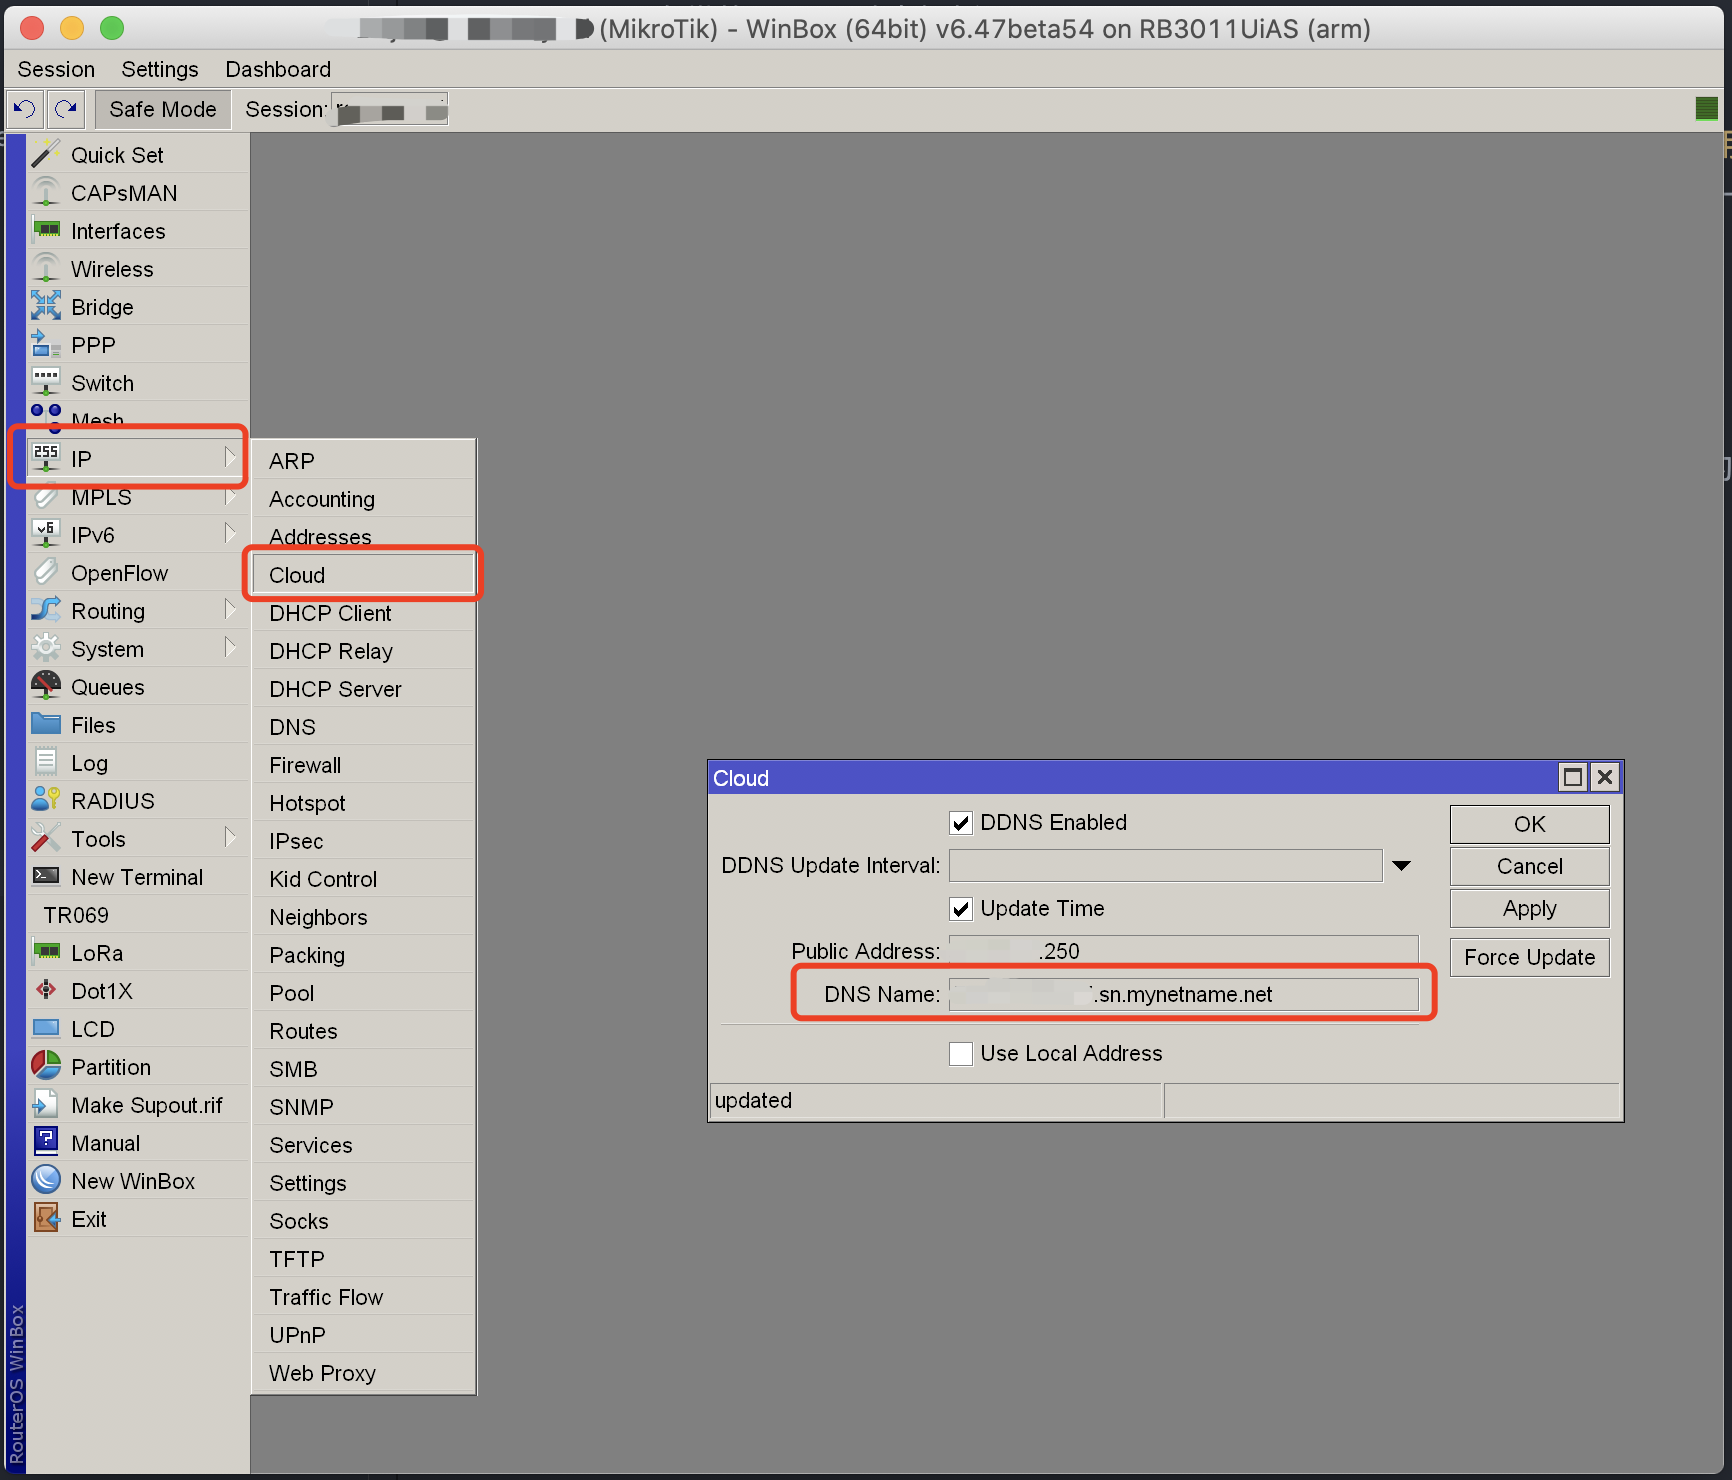 (MikroTik) - WinBox (64bit) v6.47beta54 on RB3011UiAS (arm)
Session Settings Dashboard
Safe Mode Session:
Quick Set
CAPsMAN
Interfaces
Wireless
Bridge
PPP
Switch
Mesh
255 IP
MPLS
v6 IPv6
OpenFlow
Routing
System
Queues
Files
Log
RADIUS
Tools
New Terminal
TR069
LoRa
Dot1X
LCD
Partition
Make Supout.rif
Manual
New WinBox
Exit
RouterOS WinBox
ARP
Accounting
Addresses
Cloud
DHCP Client
DHCP Relay
DHCP Server
DNS
Firewall
Hotspot
IPsec
Kid Control
Neighbors
Packing
Pool
Routes
SMB
SNMP
Services
Settings
Socks
TFTP
Traffic Flow
UPnP
Web Proxy
Cloud
DDNS Enabled
DDNS Update Interval:
Update Time
Public Address: .250
DNS Name: .sn.mynetname.net
Use Local Address
updated
OK
Cancel
Apply
Force Update